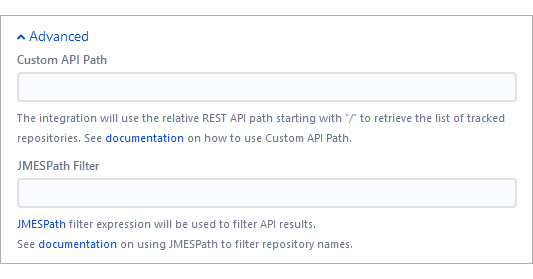 Advanced
Custom API Path
The integration will use the relative REST API path starting with "/" to retrieve the list of tracked
repositories. See documentation on how to use Custom API Path.
JMESPath Filter
JMESPath filter expression will be used to filter API results.
See documentation on using JMESPath to filter repository names.